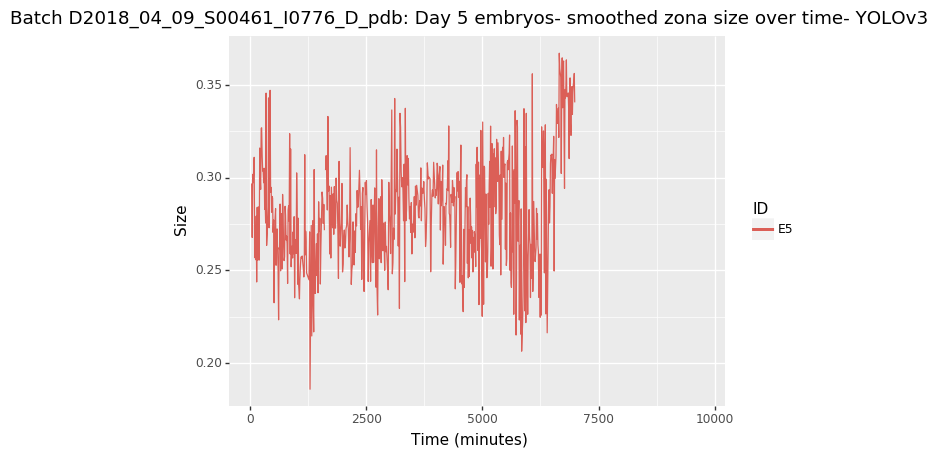 Batch D2018_04_09_S00461_I0776_D_pdb: Day 5 embryos- smoothed zona size over time- YOLOv3
0.35
0.30
0.25
0.20
Size
0
2500
5000
7500
10000
Time (minutes)
ID
E5